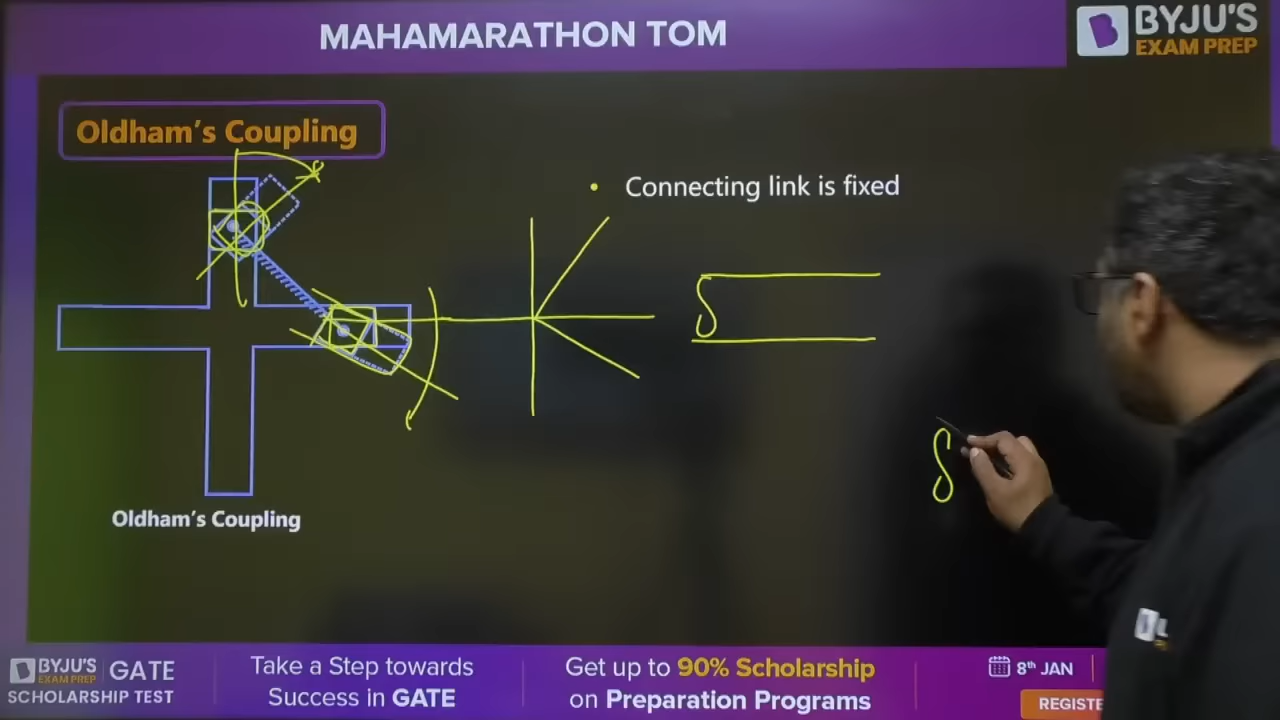 MAHAMARATHON TOM
BYJU'S
EXAM PREP
Oldham's Coupling
• Connecting link is fixed
S
S
Oldham's Coupling
BYJU'S
EXAM PREP
GATE
SCHOLARSHIP TEST
Take a Step towards
Success in GATE
Get up to 90% Scholarship
on Preparation Programs
8th JAN
REGISTE